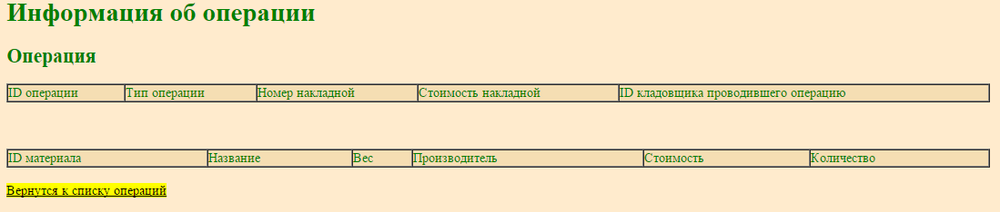 Информация об операции
Операция
ID операции Тип операции Номер накладной Стоимость накладной ID кладовщика проводившего операцию
ID материала Название Вес Производитель Стоимость Количество
Вернутся к списку операций